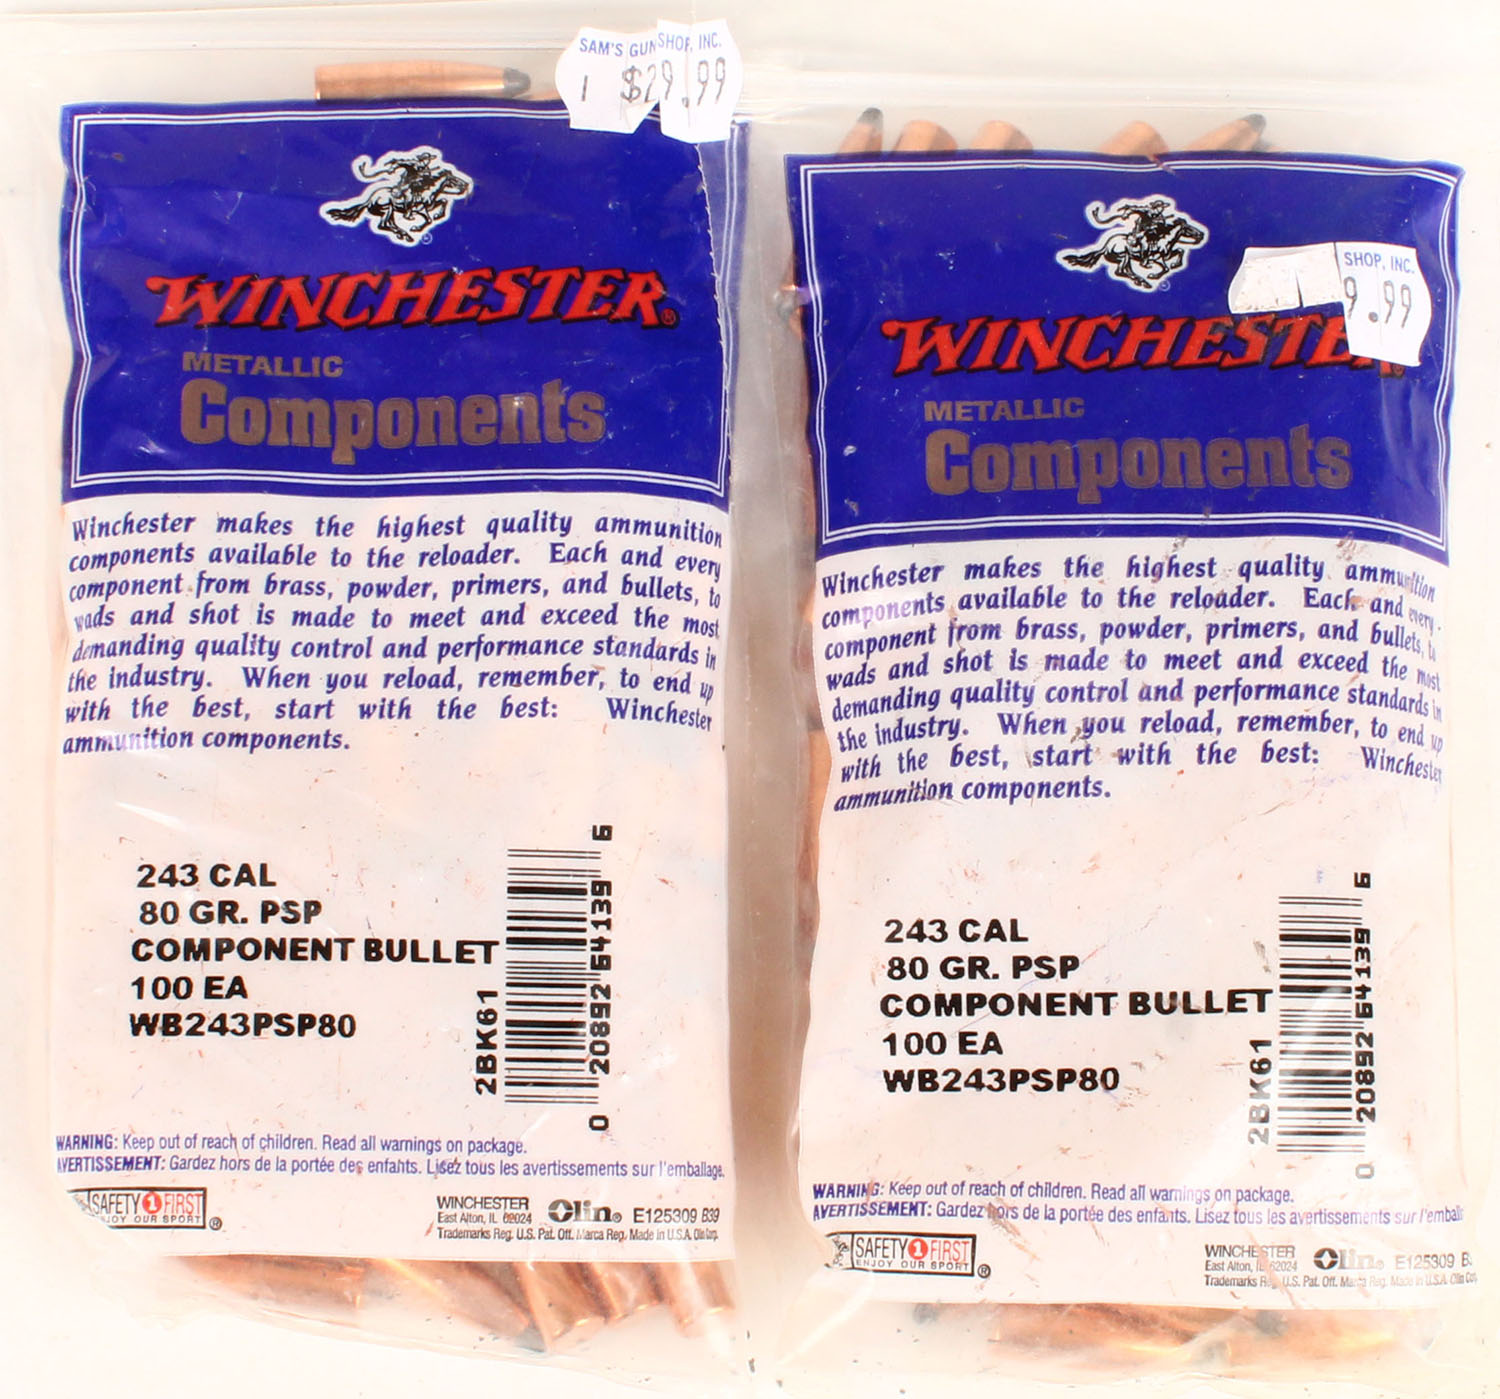 SAM'S GUN SHOP, INC.
1 $29.99
WINCHESTER®
METALLIC
Components
Winchester makes the highest quality ammunition
components available to the reloader. Each and every
component from brass, powder, primers, and bullets, to
wads and shot is made to meet and exceed the most
demanding quality control and performance standards in
the industry. When you reload, remember, to end up
with the best, start with the best: Winchester
ammunition components.
243 CAL
80 GR. PSP
COMPONENT BULLET
100 EA
WB243PSP80
2BK61
0 20892 64139 6
WARNING: Keep out of reach of children. Read all warnings on package.
AVERTISSEMENT: Gardez hors de la portée des enfants. Lisez tous les avertissements sur l'emballage.
SAFETY 1 FIRST
ENJOY OUR SPORT ®
WINCHESTER
East Alton, IL 62024
Olin® E125309 B39
Trademarks Reg. U.S. Pat. Off. Marca Reg. Made in U.S.A. Olin Corp.
SHOP, INC.
9.99
WINCHESTER
METALLIC
Components
Winchester makes the highest quality ammunition
components available to the reloader. Each and every
component from brass, powder, primers, and bullets, to
wads and shot is made to meet and exceed the most
demanding quality control and performance standards in
the industry. When you reload, remember, to end up
with the best, start with the best: Winchester
ammunition components.
243 CAL
80 GR. PSP
COMPONENT BULLET
100 EA
WB243PSP80
2BK61
0 20892 64139 6
WARNING: Keep out of reach of children. Read all warnings on package.
AVERTISSEMENT: Gardez hors de la portée des enfants. Lisez tous les avertissements sur l'embal
SAFETY 1 FIRST
ENJOY OUR SPORT ®
WINCHESTER
East Alton, IL 62024
Olin® E125309 B
Trademarks Reg. U.S. Pat. Off. Marca Reg. Made in U.S.A. Olin Cor